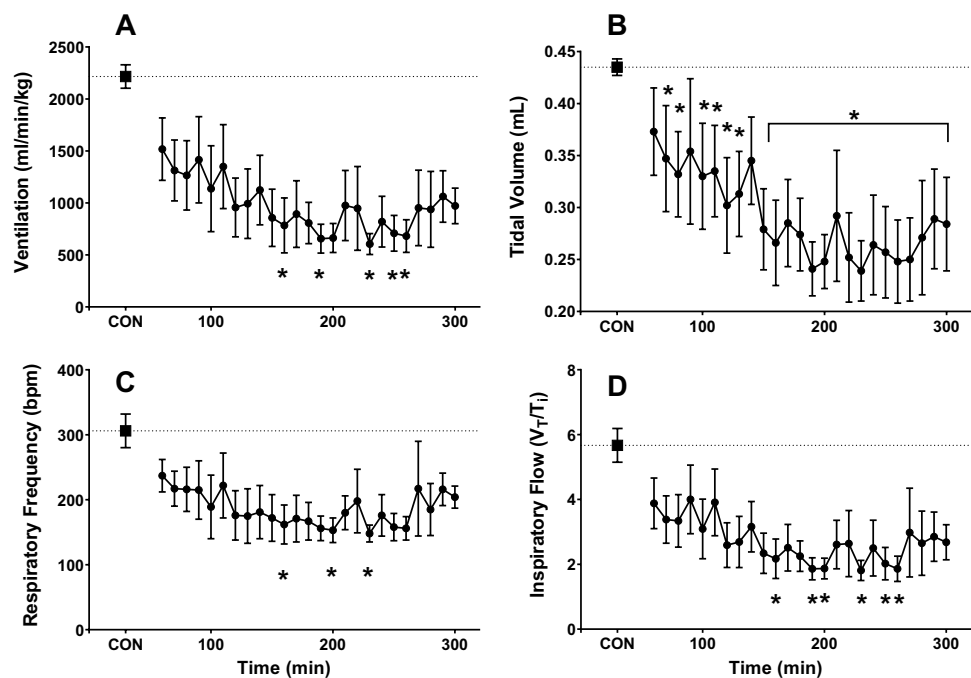 A
Ventilation (ml/min/kg)
2500
2000
1500
1000
500
0
* * * * *
CON 100 200 300
B
Tidal Volume (mL)
0.45
0.40
0.35
0.30
0.25
0.20
* * * * * * *
CON 100 200 300
C
Respiratory Frequency (bpm)
400
300
200
100
0
* * *
CON 100 200 300
Time (min)
D
Inspiratory Flow (VT/Ti)
8
6
4
2
0
* * * * * *
CON 100 200 300
Time (min)